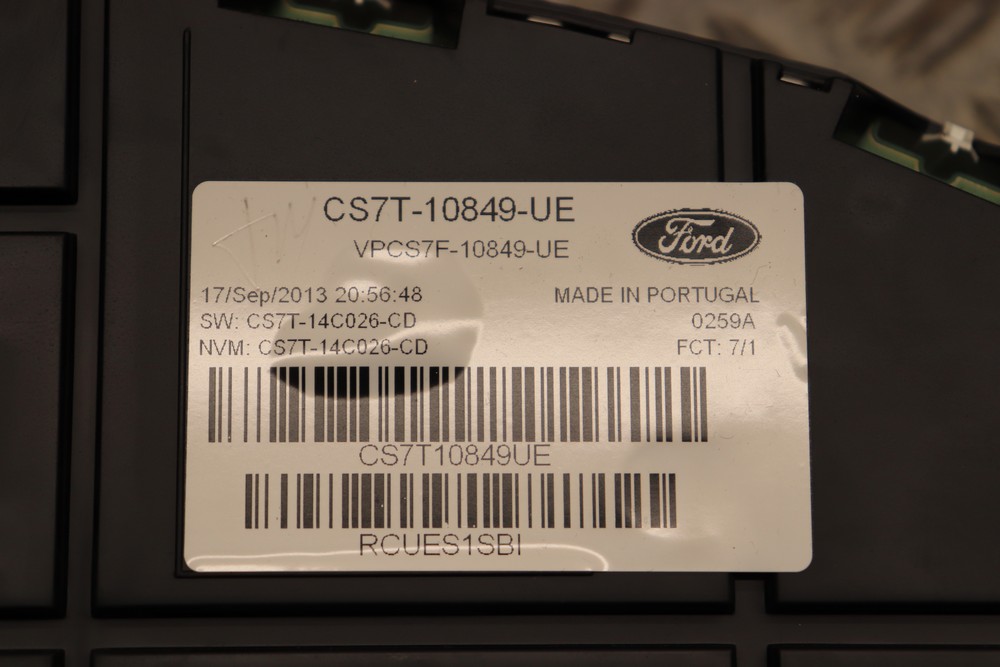 CS7T-10849-UE
VPCS7F-10849-UE
Ford
17/Sep/2013 20:56:48
MADE IN PORTUGAL
SW: CS7T-14C026-CD
0259A
NVM: CS7T-14C026-CD
FCT: 7/1
CS7T10849UE
RCUES1SBI